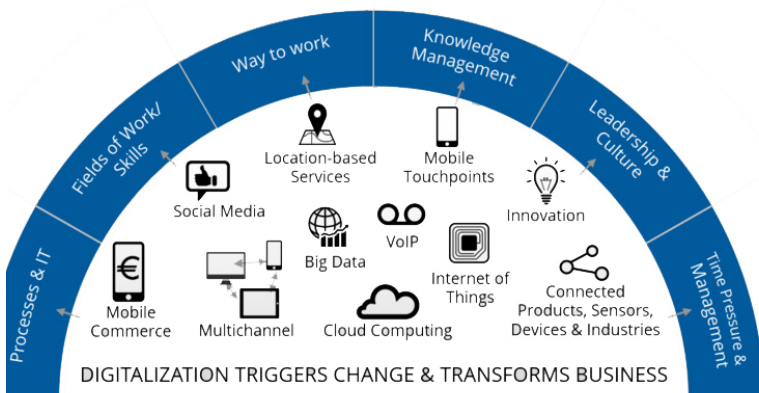 Way to work
Knowledge
Management
Fields of Work/
Skills
Leadership &
Culture
Processes & IT
Time Pressure &
Management
Location-based
Services
Mobile
Touchpoints
Social Media
Innovation
VoIP
Big Data
Internet of
Things
Mobile
Commerce
€
Multichannel
Cloud Computing
Connected
Products, Sensors,
Devices & Industries
DIGITALIZATION TRIGGERS CHANGE & TRANSFORMS BUSINESS